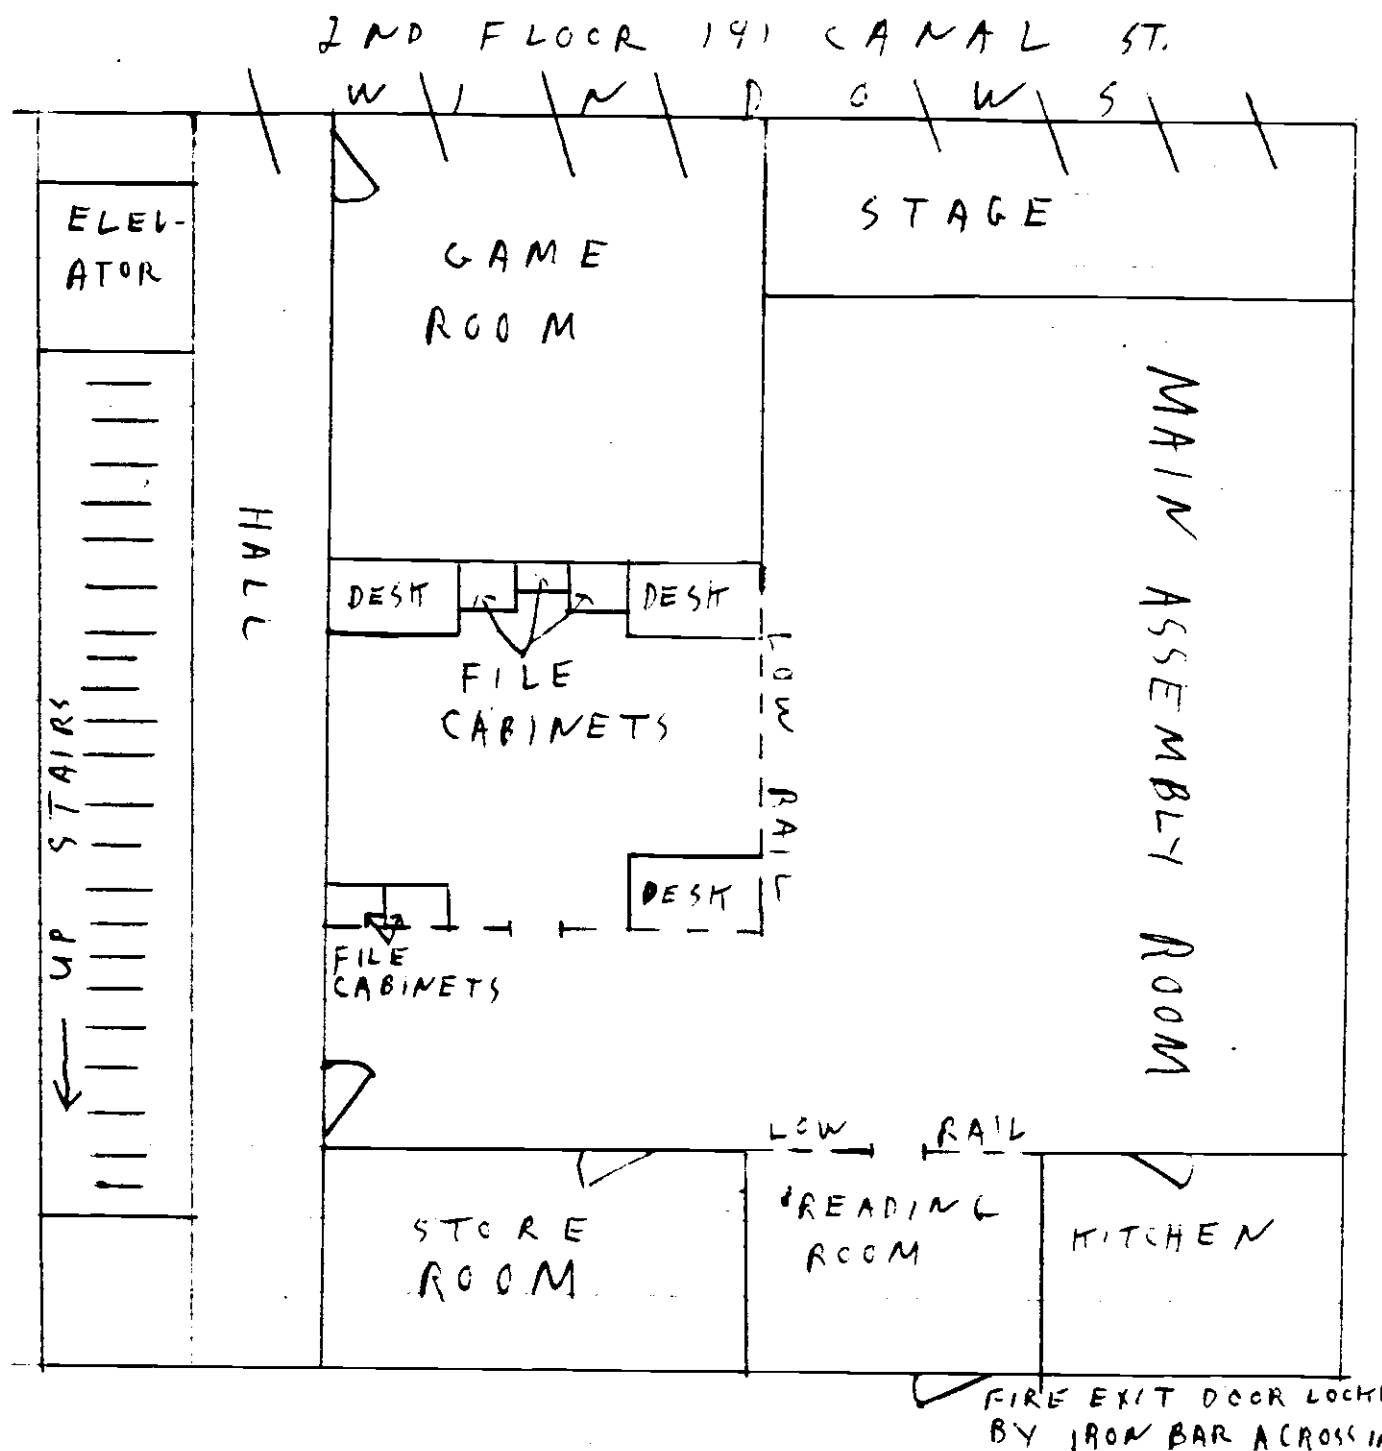 2ND FLOOR 191 CANAL ST.
WINDOWS
STAGE
ELEV-
ATOR
GAME
ROOM
MAIN ASSEMBLY ROOM
HALL
DESK
DESK
LOW RAIL
FILE
CABINETS
UP STAIRS
DESK
FILE
CABINETS
LOW RAIL
READING
ROOM
STORE
ROOM
KITCHEN
FIRE EXIT DOOR
BY IRON BAR ACROSS